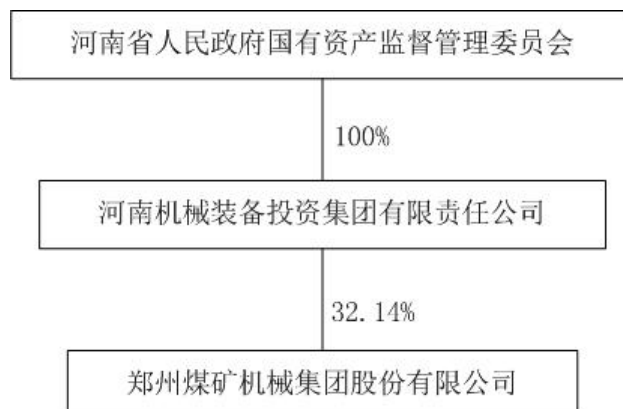 河南省人民政府国有资产监督管理委员会
100%
河南机械装备投资集团有限责任公司
32.14%
郑州煤矿机械集团股份有限公司